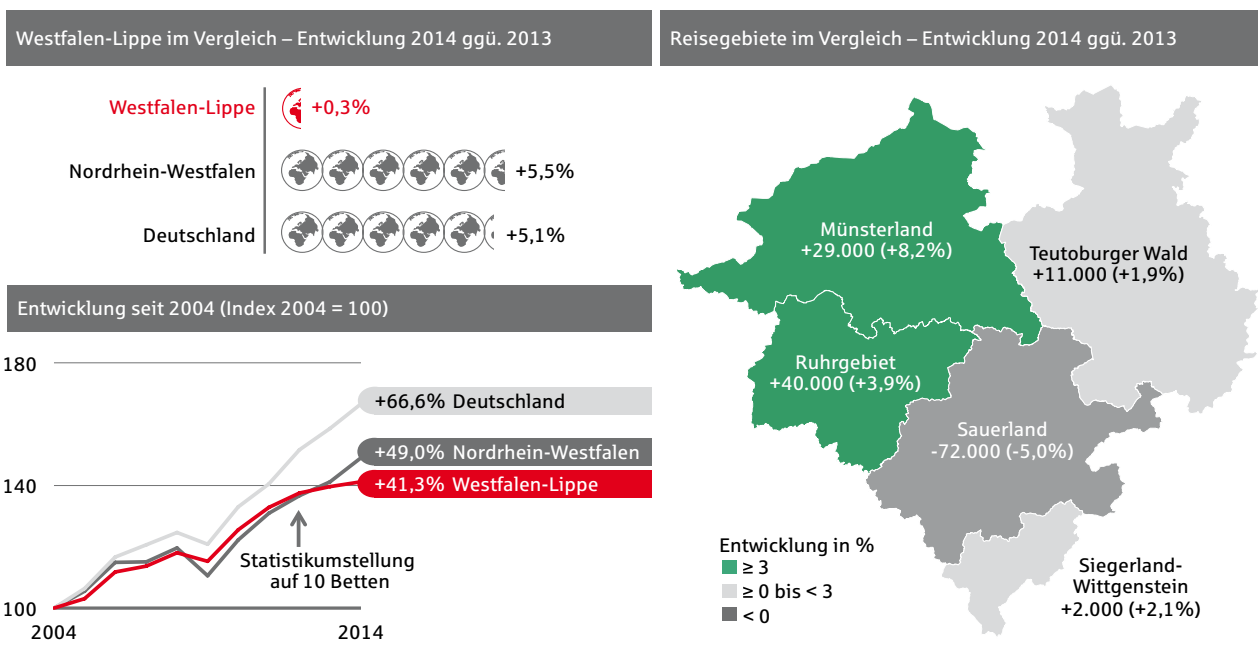 Westfalen-Lippe im Vergleich – Entwicklung 2014 ggü. 2013
Westfalen-Lippe +0,3%
Nordrhein-Westfalen +5,5%
Deutschland +5,1%
Entwicklung seit 2004 (Index 2004 = 100)
180
+66,6% Deutschland
+49,0% Nordrhein-Westfalen
140
+41,3% Westfalen-Lippe
Statistikumstellung
auf 10 Betten
100
2004 2014
Reisegebiete im Vergleich – Entwicklung 2014 ggü. 2013
Münsterland
+29.000 (+8,2%)
Teutoburger Wald
+11.000 (+1,9%)
Ruhrgebiet
+40.000 (+3,9%)
Sauerland
-72.000 (-5,0%)
Siegerland-
Wittgenstein
+2.000 (+2,1%)
Entwicklung in %
≥ 3
≥ 0 bis < 3
< 0